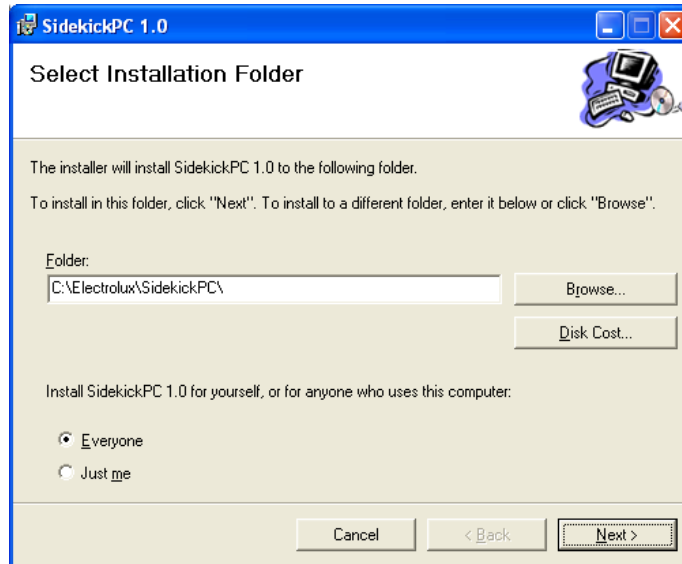 SidekickPC 1.0
Select Installation Folder
The installer will install SidekickPC 1.0 to the following folder.
To install in this folder, click "Next". To install to a different folder, enter it below or click "Browse".
Folder:
C:\Electrolux\SidekickPC\
Browse...
Disk Cost...
Install SidekickPC 1.0 for yourself, or for anyone who uses this computer:
Everyone
Just me
Cancel
< Back
Next >